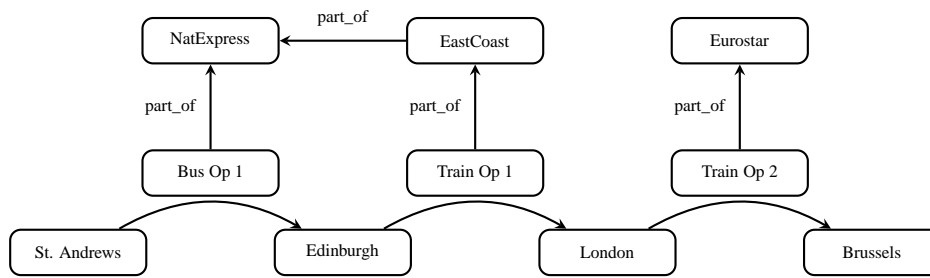 part_of
NatExpress
EastCoast
Eurostar
part_of
part_of
part_of
Bus Op 1
Train Op 1
Train Op 2
St. Andrews
Edinburgh
London
Brussels